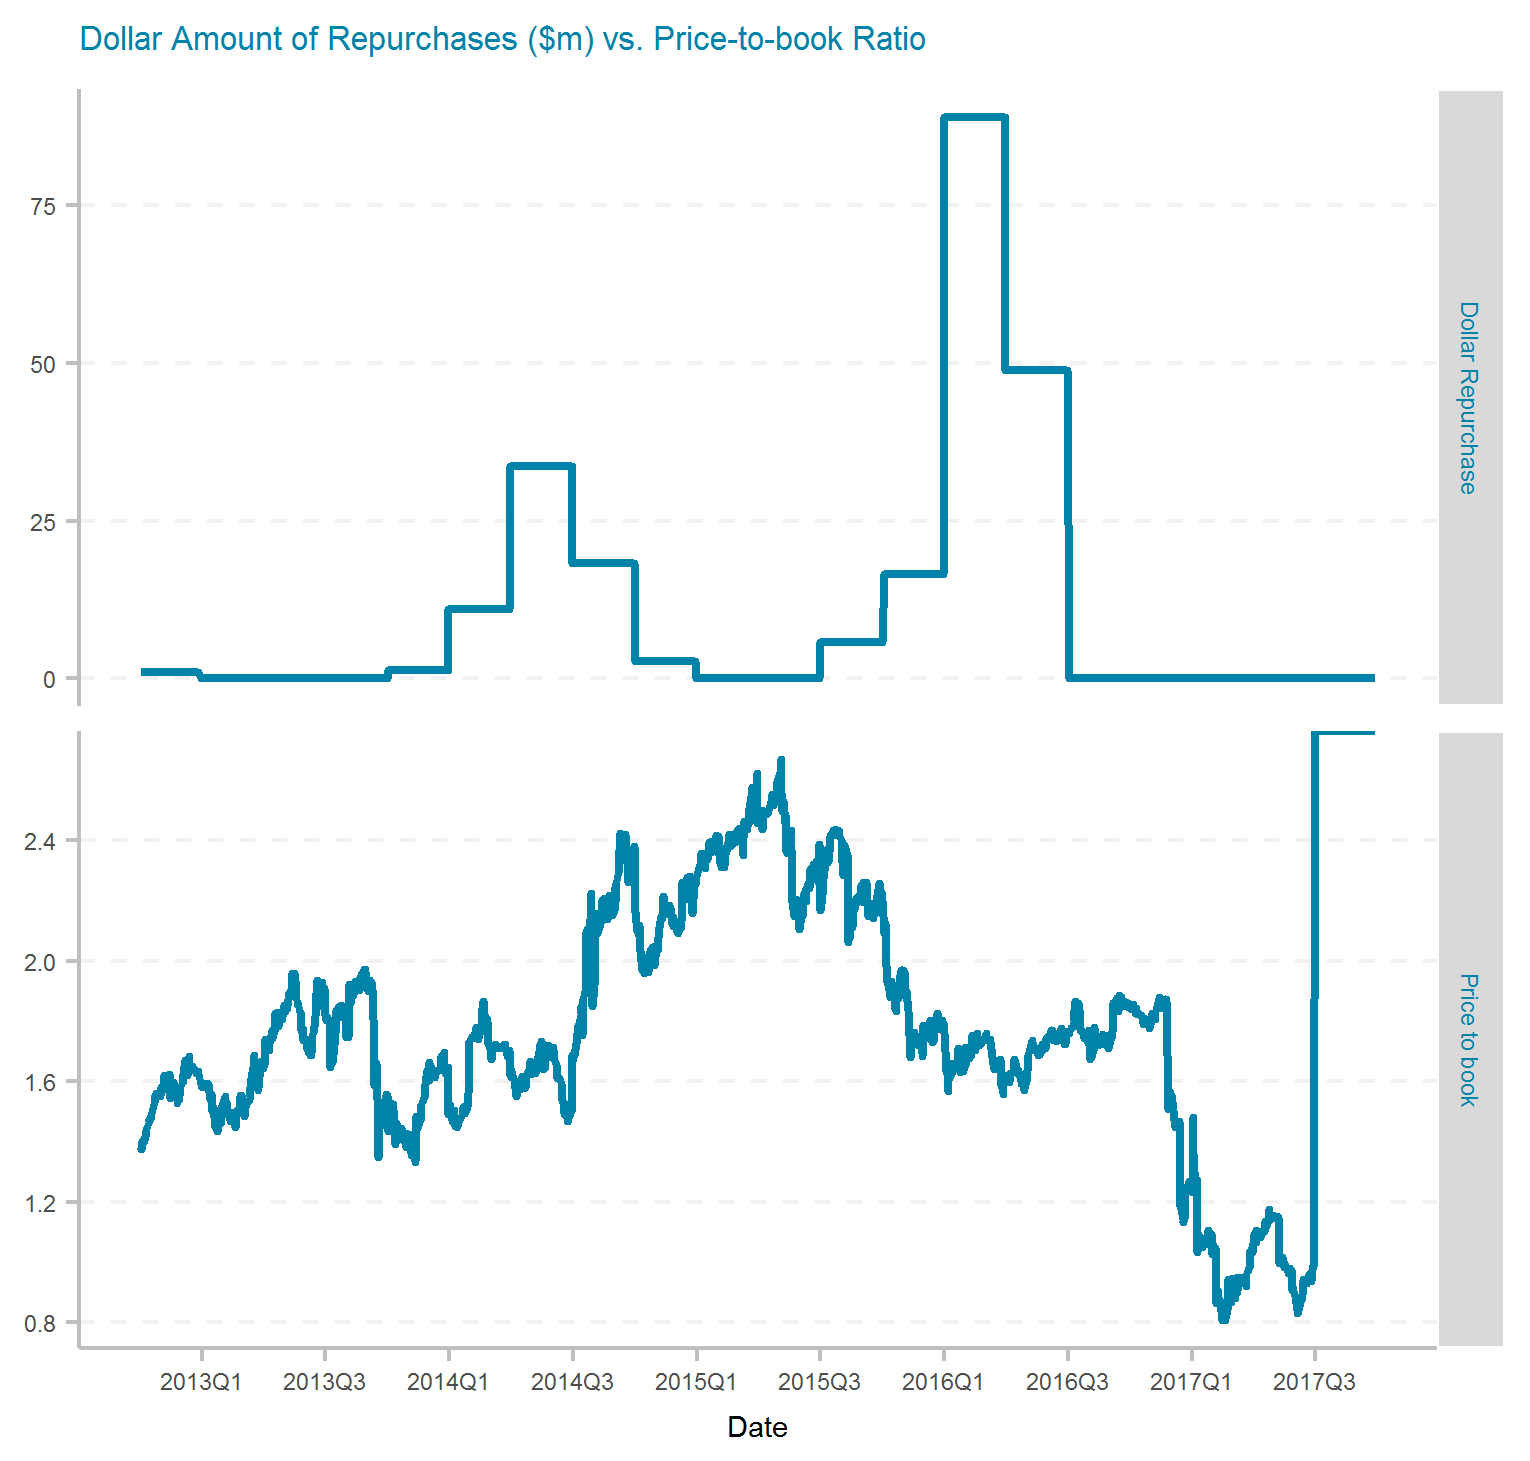 Dollar Amount of Repurchases ($m) vs. Price-to-book Ratio
75
50
25
0
Dollar Repurchase
2.4
2.0
1.6
1.2
0.8
Price to book
2013Q1 2013Q3 2014Q1 2014Q3 2015Q1 2015Q3 2016Q1 2016Q3 2017Q1 2017Q3
Date